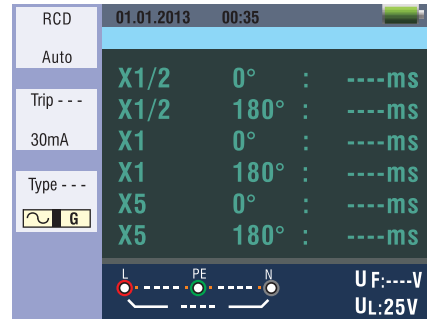 RCD
Auto
Trip - - -
30mA
Type - - -
G
01.01.2013 00:35
X1/2 0° : ----ms
X1/2 180° : ----ms
X1 0° : ----ms
X1 180° : ----ms
X5 0° : ----ms
X5 180° : ----ms
L PE N
----
UF:----V
UL:25V